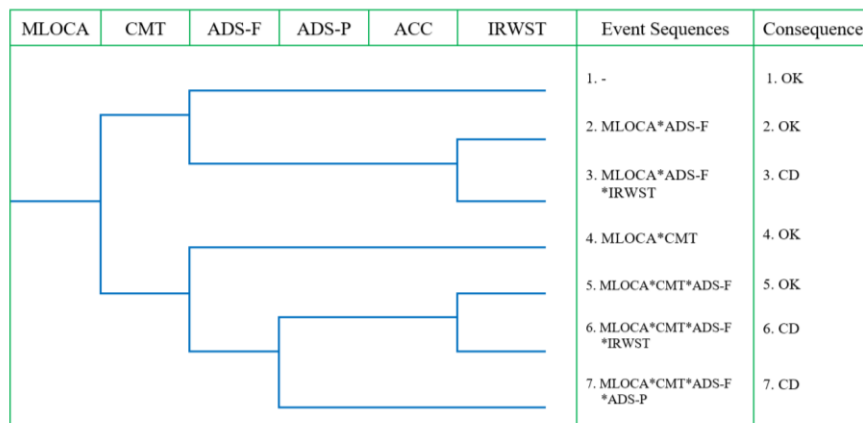 MLOCA CMT ADS-F ADS-P ACC IRWST Event Sequences Consequence
1. - 1. OK
2. MLOCA*ADS-F 2. OK
3. MLOCA*ADS-F 3. CD
*IRWST
4. MLOCA*CMT 4. OK
5. MLOCA*CMT*ADS-F 5. OK
6. MLOCA*CMT*ADS-F 6. CD
*IRWST
7. MLOCA*CMT*ADS-F 7. CD
*ADS-P